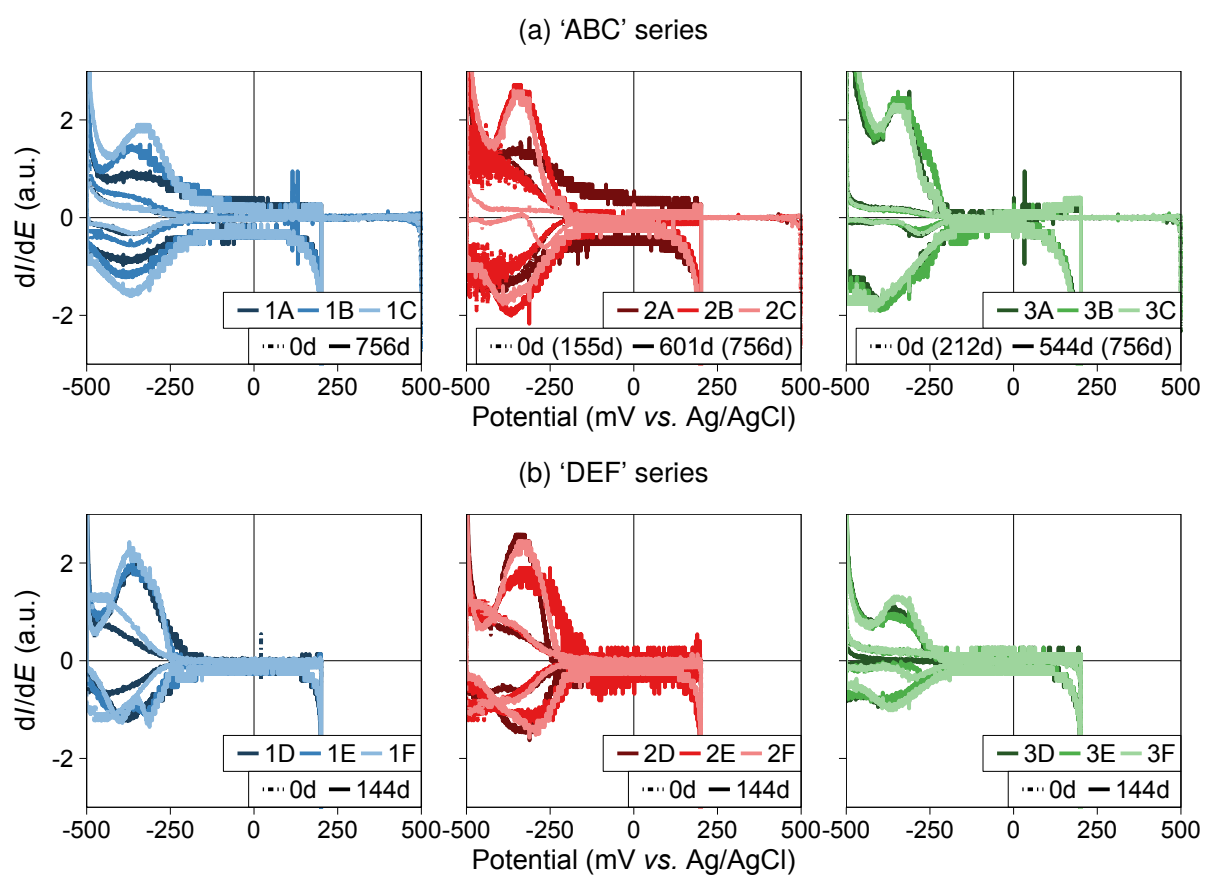 (a) ‘ABC’ series
dI//dE (a.u.)
2
0
-2
1A 1B 1C
0d 756d
2A 2B 2C
0d (155d) 601d (756d)
3A 3B 3C
0d (212d) 544d (756d)
-500 -250 0 250 500 -500 -250 0 250 500 -500 -250 0 250 500
Potential (mV vs. Ag/AgCl)
(b) ‘DEF’ series
dI//dE (a.u.)
2
0
-2
1D 1E 1F
0d 144d
2D 2E 2F
0d 144d
3D 3E 3F
0d 144d
-500 -250 0 250 500 -500 -250 0 250 500 -500 -250 0 250 500
Potential (mV vs. Ag/AgCl)